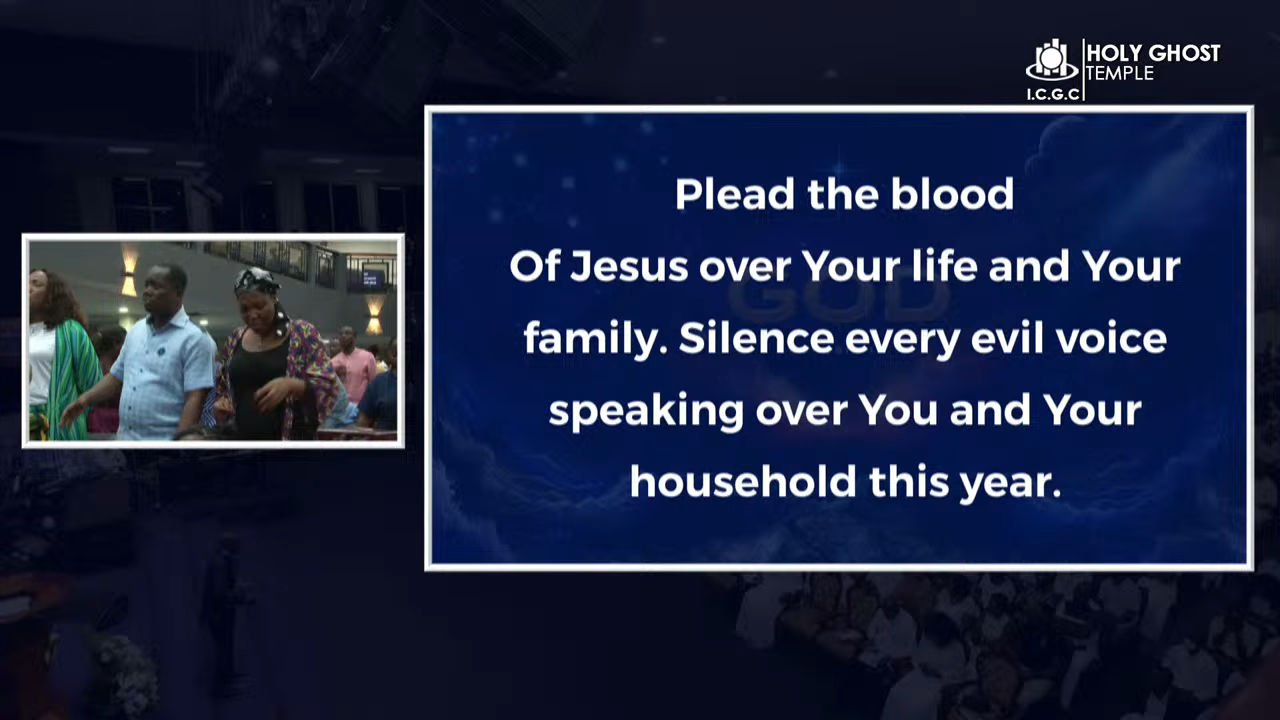 HOLY GHOST
TEMPLE
I.C.G.C
Plead the blood
Of Jesus over Your life and Your
family. Silence every evil voice
speaking over You and Your
household this year.
GOD